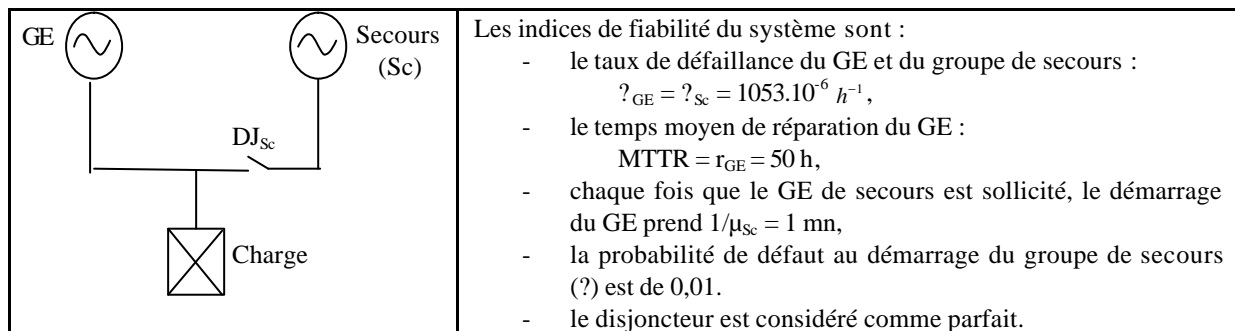 GE
Secours
(Sc)
DJSc
Charge
Les indices de fiabilité du système sont :
- le taux de défaillance du GE et du groupe de secours :
?GE = ?Sc = 1053.10-6 h−1,
- le temps moyen de réparation du GE :
MTTR = rGE = 50 h,
- chaque fois que le GE de secours est sollicité, le démarrage
du GE prend 1/µSc = 1 mn,
- la probabilité de défaut au démarrage du groupe de secours
(?) est de 0,01.
- le disjoncteur est considéré comme parfait.